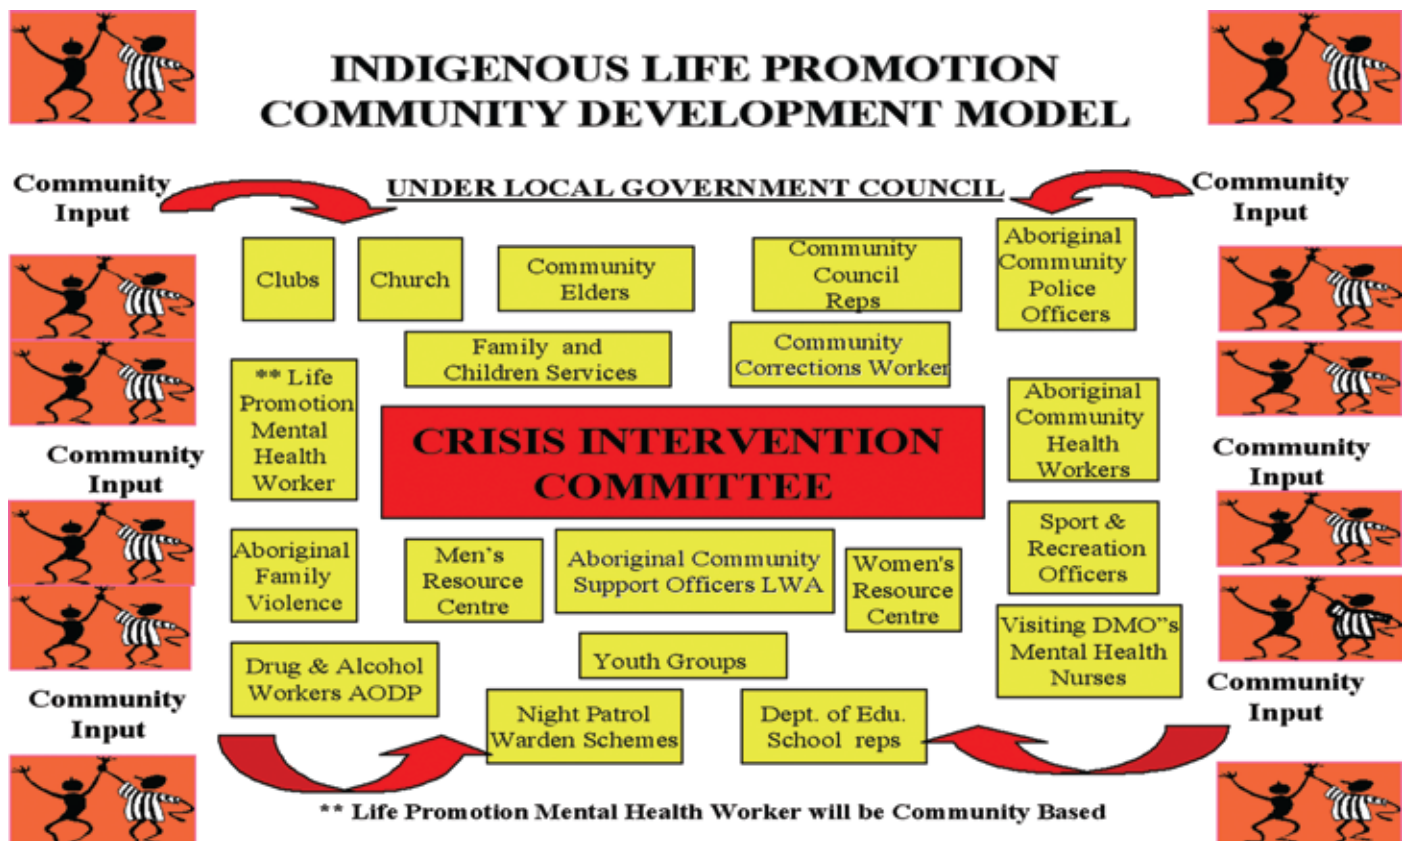 INDIGENOUS LIFE PROMOTION
COMMUNITY DEVELOPMENT MODEL
Community
Input
UNDER LOCAL GOVERNMENT COUNCIL
Community
Input
Clubs
Church
Community
Elders
Community
Council
Reps
Aboriginal
Community
Police
Officers
Family and
Children Services
Community
Corrections Worker
** Life
Promotion
Mental
Health
Worker
CRISIS INTERVENTION
COMMITTEE
Aboriginal
Community
Health
Workers
Community
Input
Community
Input
Aboriginal
Family
Violence
Men's
Resource
Centre
Aboriginal Community
Support Officers LWA
Women's
Resource
Centre
Sport &
Recreation
Officers
Drug & Alcohol
Workers AODP
Youth Groups
Visiting DMO"s
Mental Health
Nurses
Community
Input
Night Patrol
Warden Schemes
Dept. of Edu.
School reps
Community
Input
** Life Promotion Mental Health Worker will be Community Based